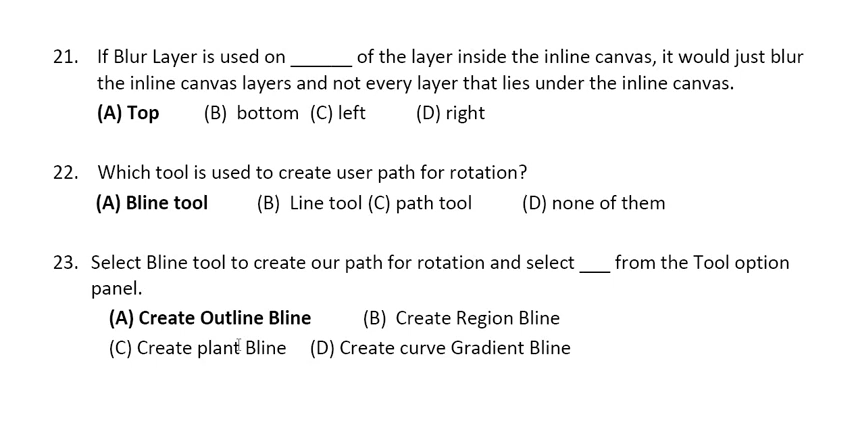 21. If Blur Layer is used on ______ of the layer inside the inline canvas, it would just blur
the inline canvas layers and not every layer that lies under the inline canvas.
(A) Top (B) bottom (C) left (D) right
22. Which tool is used to create user path for rotation?
(A) Bline tool (B) Line tool (C) path tool (D) none of them
23. Select Bline tool to create our path for rotation and select ___ from the Tool option
panel.
(A) Create Outline Bline (B) Create Region Bline
(C) Create plant Bline (D) Create curve Gradient Bline